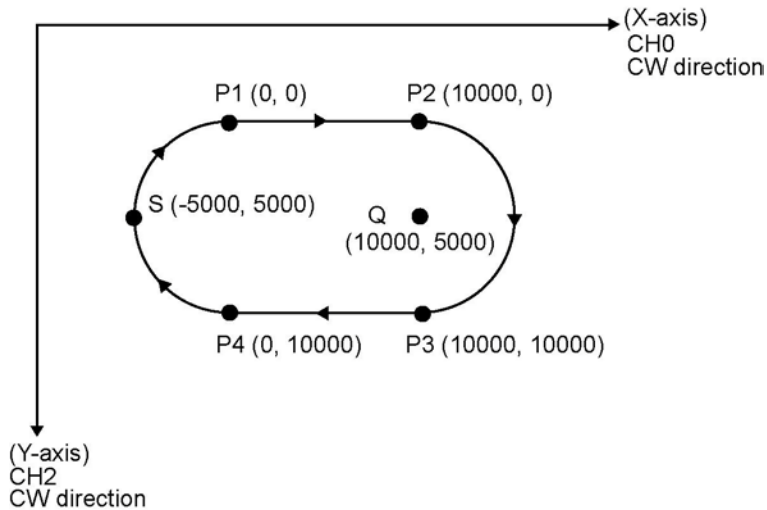 (X-axis)
CH0
CW direction
P1 (0, 0)
P2 (10000, 0)
S (-5000, 5000)
Q
(10000, 5000)
P4 (0, 10000)
P3 (10000, 10000)
(Y-axis)
CH2
CW direction